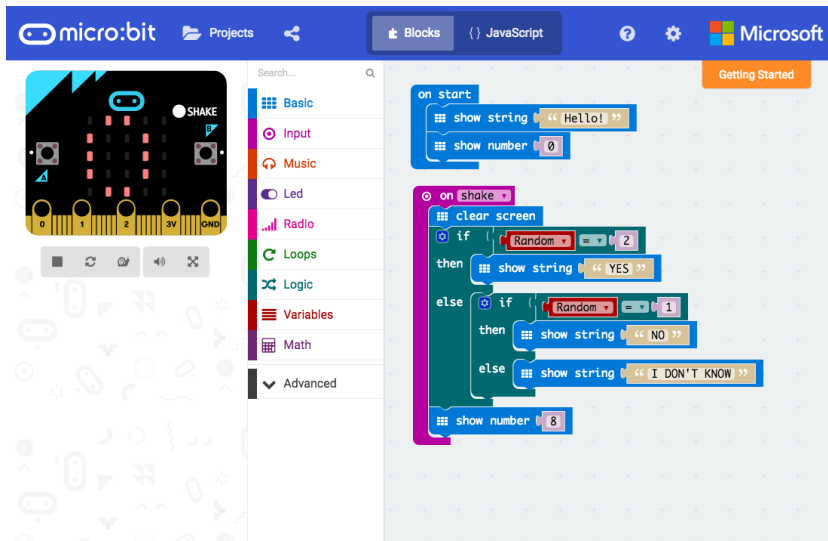 micro:bit Projects Blocks {} JavaScript ? Microsoft
Search...
Getting Started
SHAKE
B
A
0 1 2 3V GND
Basic
Input
Music
Led
Radio
Loops
Logic
Variables
Math
Advanced
on start
show string “ Hello! ”
show number 0
on shake
clear screen
if Random = 2
then show string “ YES ”
else if Random = 1
then show string “ NO ”
else show string “ I DON'T KNOW ”
show number 8